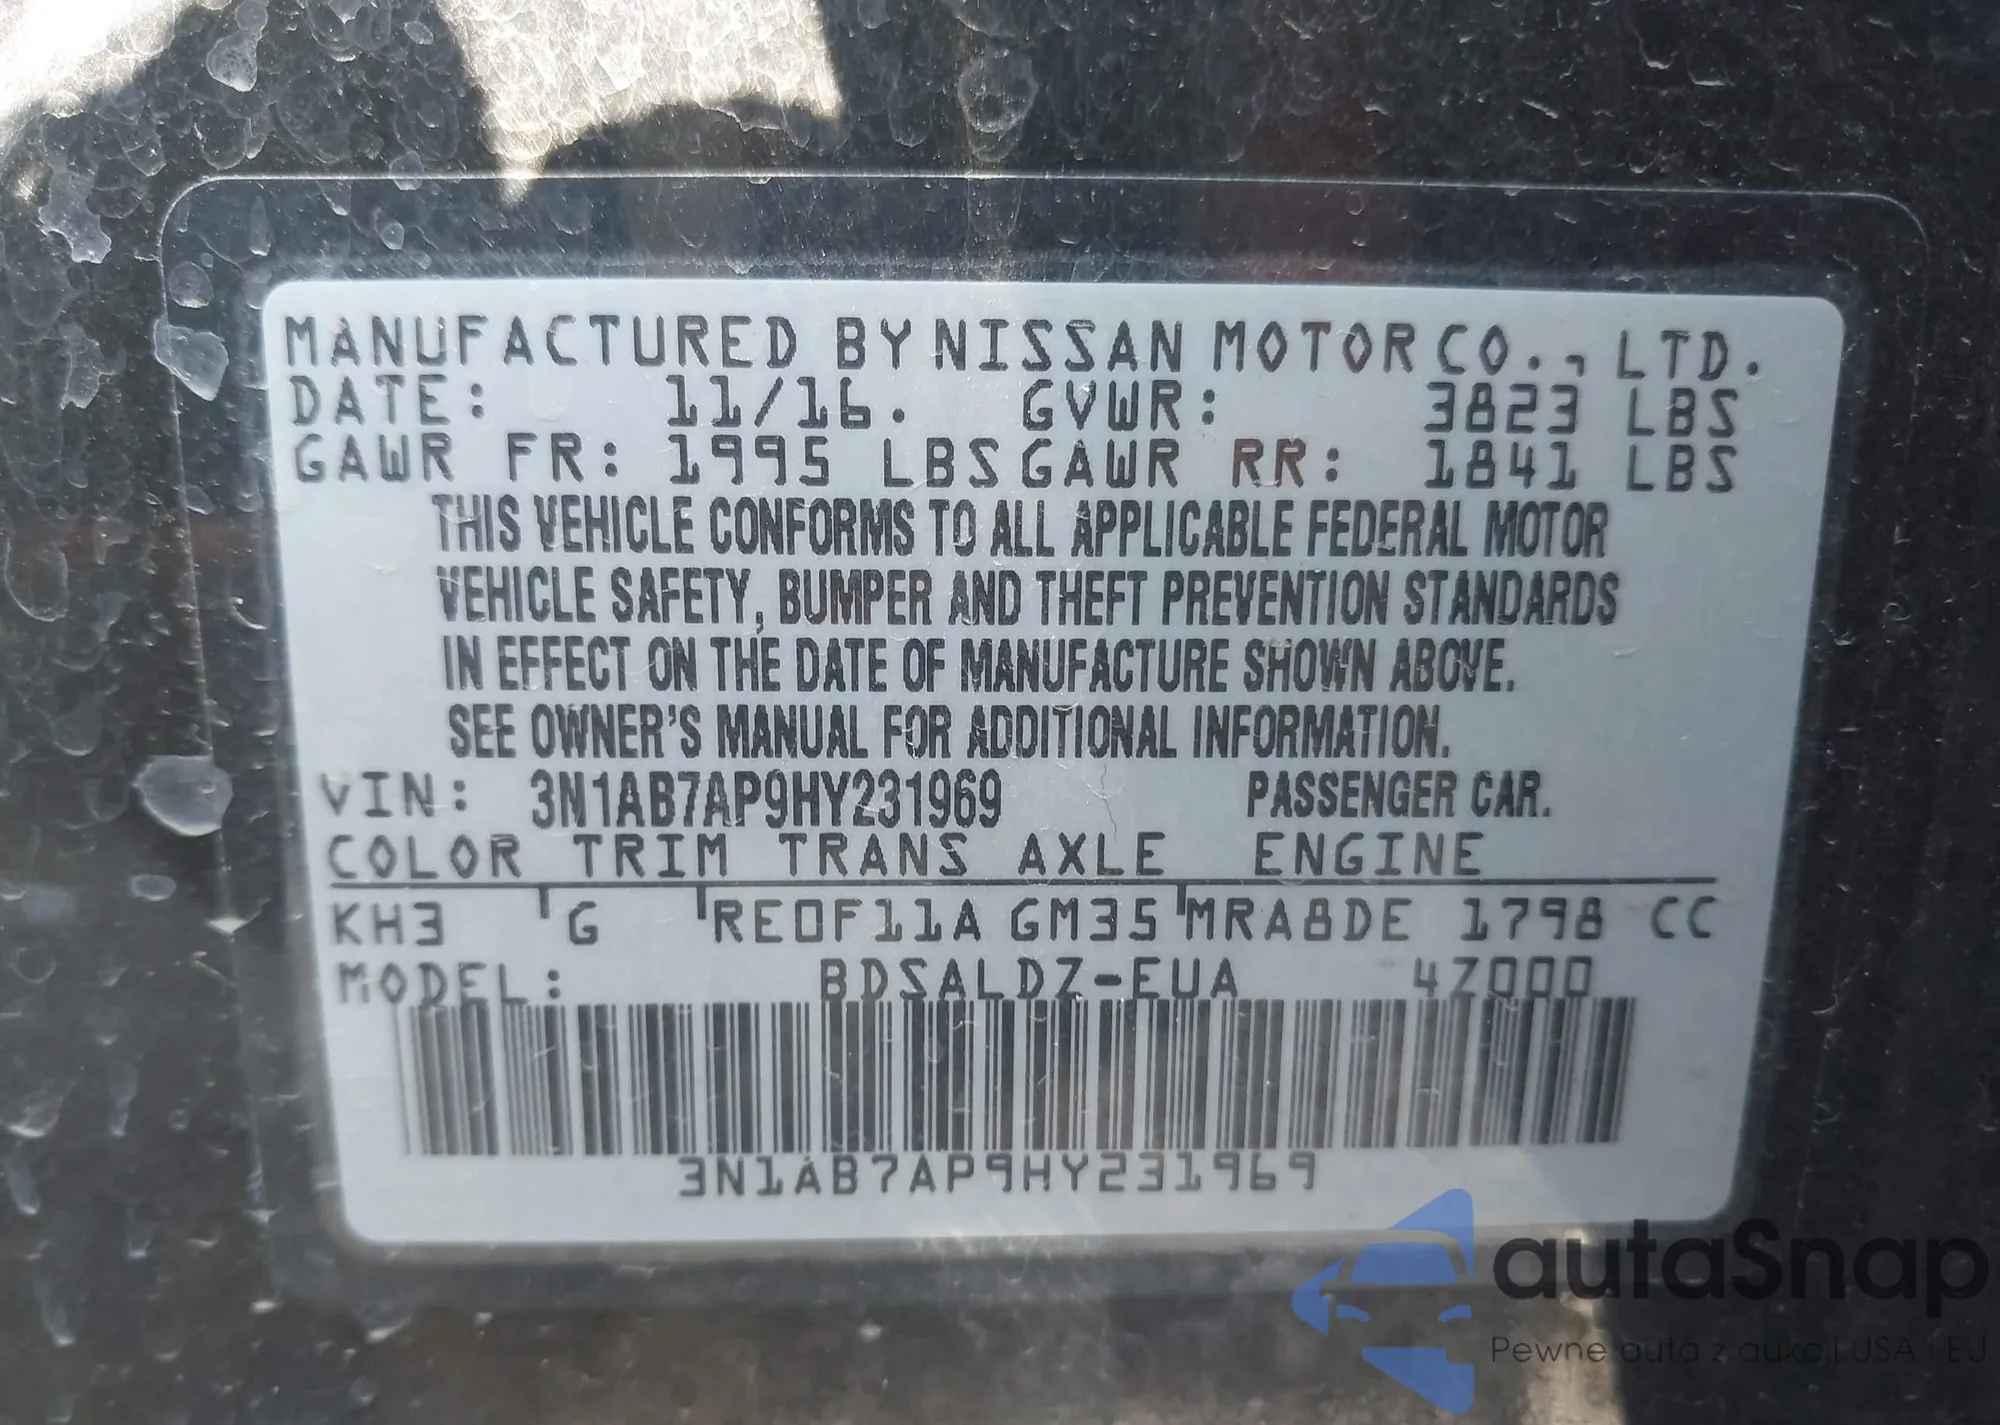 MANUFACTURED BY NISSAN MOTOR CO., LTD.
DATE: 11/16. GVWR: 3823 LBS
GAWR FR: 1995 LBS GAWR RR: 1841 LBS
THIS VEHICLE CONFORMS TO ALL APPLICABLE FEDERAL MOTOR
VEHICLE SAFETY, BUMPER AND THEFT PREVENTION STANDARDS
IN EFFECT ON THE DATE OF MANUFACTURE SHOWN ABOVE.
SEE OWNER'S MANUAL FOR ADDITIONAL INFORMATION.
VIN: 3N1AB7AP9HY231969 PASSENGER CAR.
COLOR TRIM TRANS AXLE ENGINE
KH3 G RE0F11A GM35 MRA8DE 1798 CC
MODEL: BDSALDZ-EUA 4Z000
3N1AB7AP9HY231969
autaSnap
Pewne auta z aukcji USA i EU